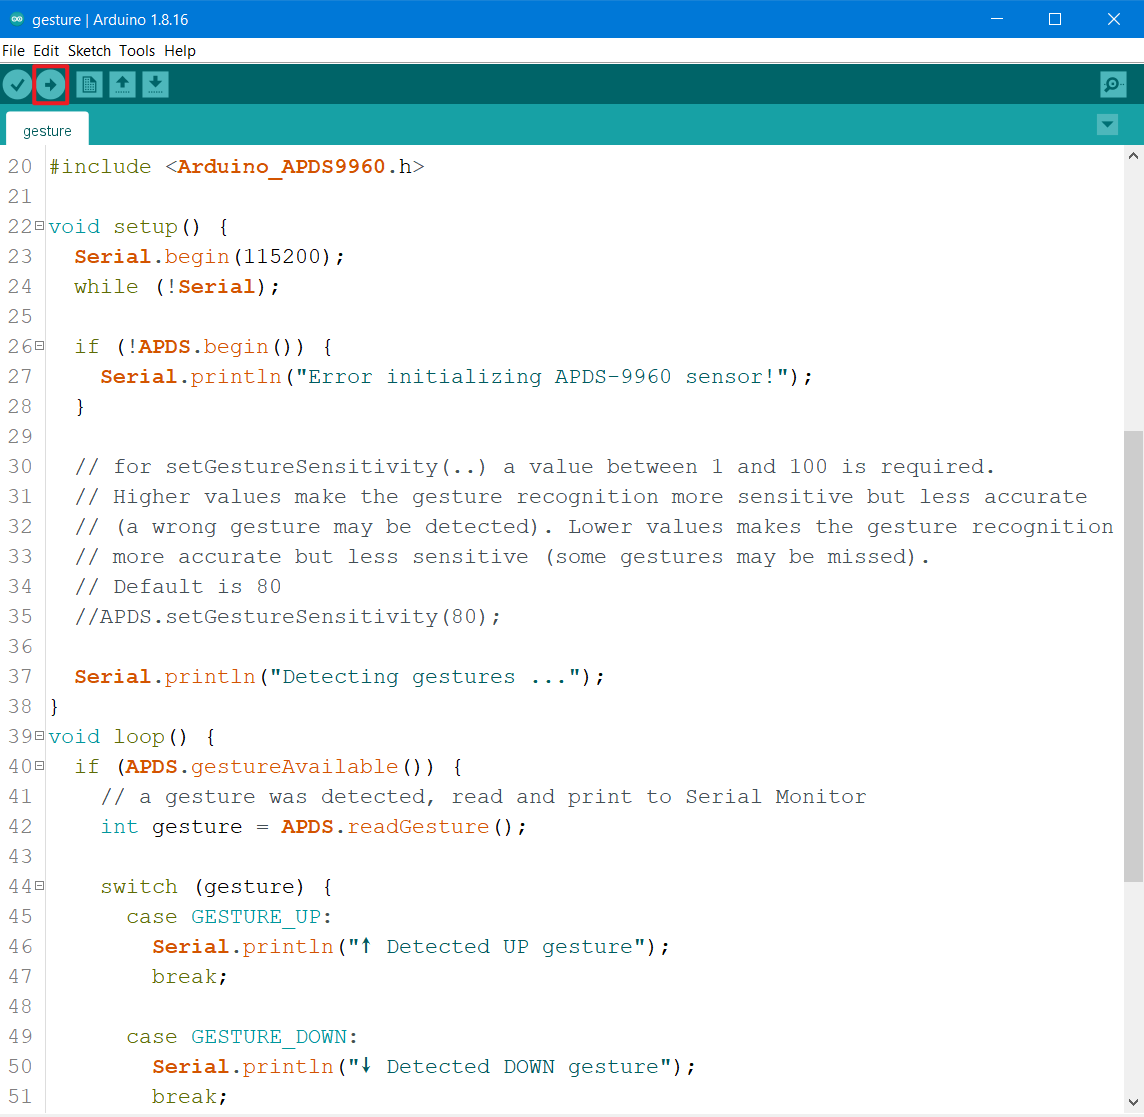 gesture | Arduino 1.8.16
File Edit Sketch Tools Help
gesture
20 #include <Arduino_APDS9960.h>
21
22 void setup() {
23   Serial.begin(115200);
24   while (!Serial);
25
26   if (!APDS.begin()) {
27     Serial.println("Error initializing APDS-9960 sensor!");
28   }
29
30   // for setGestureSensitivity(..) a value between 1 and 100 is required.
31   // Higher values make the gesture recognition more sensitive but less accurate
32   // (a wrong gesture may be detected). Lower values makes the gesture recognition
33   // more accurate but less sensitive (some gestures may be missed).
34   // Default is 80
35   //APDS.setGestureSensitivity(80);
36
37   Serial.println("Detecting gestures ...");
38 }
39 void loop() {
40   if (APDS.gestureAvailable()) {
41     // a gesture was detected, read and print to Serial Monitor
42     int gesture = APDS.readGesture();
43
44     switch (gesture) {
45       case GESTURE_UP:
46         Serial.println("↑ Detected UP gesture");
47         break;
48
49       case GESTURE_DOWN:
50         Serial.println("↓ Detected DOWN gesture");
51         break;